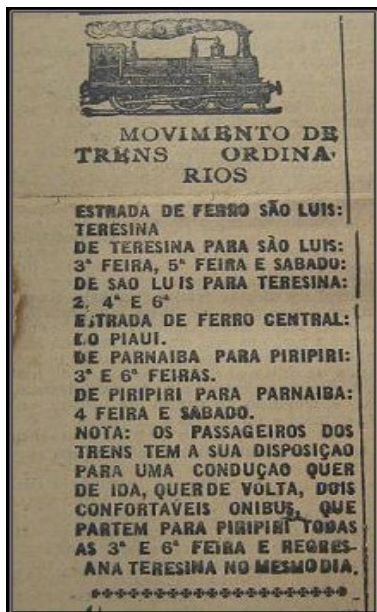 MOVIMENTO DE
TRENS ORDINA-
RIOS
ESTRADA DE FERRO SÃO LUIS:
TERESINA
DE TERESINA PARA SÃO LUIS:
3ª FEIRA, 5ª FEIRA E SABADO:
DE SAO LUIS PARA TERESINA:
2, 4ª E 6ª
ESTRADA DE FERRO CENTRAL:
DO PIAUI.
DE PARNAIBA PARA PIRIPIRI:
3ª E 6ª FEIRAS.
DE PIRIPIRI PARA PARNAIBA:
4 FEIRA E SÁBADO.
NOTA: OS PASSAGEIROS DOS
TRENS TEM A SUA DISPOSIÇAO
PARA UMA CONDUÇAO QUER
DE IDA, QUER DE VOLTA, DOIS
CONFORTAVEIS ONIBUS, QUE
PARTEM PARA PIRIPIRI TODAS
AS 3ª E 6ª FEIRA E REGRES-
ANA TERESINA NO MESMO DIA.